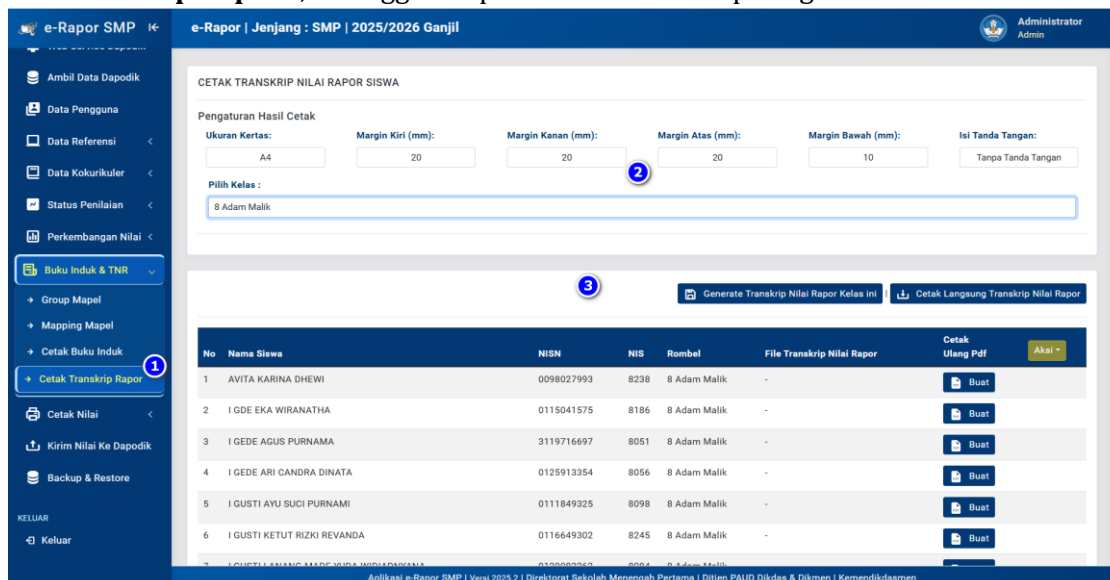 e-Rapor SMP
e-Rapor | Jenjang : SMP | 2025/2026 Ganjil
Administrator
Admin
Ambil Data Dapodik
Data Pengguna
Data Referensi
Data Kokurikuler
Status Penilaian
Perkembangan Nilai
Buku Induk & TNR
Group Mapel
Mapping Mapel
Cetak Buku Induk
1
Cetak Transkrip Rapor
Cetak Nilai
Kirim Nilai Ke Dapodik
Backup & Restore
KELUAR
Keluar
CETAK TRANSKRIP NILAI RAPOR SISWA
Pengaturan Hasil Cetak
Ukuran Kertas: Margin Kiri (mm): Margin Kanan (mm): Margin Atas (mm): Margin Bawah (mm): Isi Tanda Tangan:
A4 20 20 20 10 Tanpa Tanda Tangan
2
Pilih Kelas :
8 Adam Malik
3
Generate Transkrip Nilai Rapor Kelas ini | Cetak Langsung Transkrip Nilai Rapor
No Nama Siswa NISN NIS Rombel File Transkrip Nilai Rapor Cetak Ulang Pdf Aksi
1 AVITA KARINA DHEWI 0098027993 8238 8 Adam Malik - Buat
2 I GDE EKA WIRANATHA 0115041575 8186 8 Adam Malik - Buat
3 I GEDE AGUS PURNAMA 3119716697 8051 8 Adam Malik - Buat
4 I GEDE ARI CANDRA DINATA 0125913354 8056 8 Adam Malik - Buat
5 I GUSTI AYU SUCI PURNAMI 0111849325 8098 8 Adam Malik - Buat
6 I GUSTI KETUT RIZKI REVANDA 0116649302 8245 8 Adam Malik - Buat
Aplikasi e-Rapor SMP | Versi 2025.2 | Direktorat Sekolah Menengah Pertama | Ditjen PAUD Dikdas & Dikmen | Kemendikdasmen